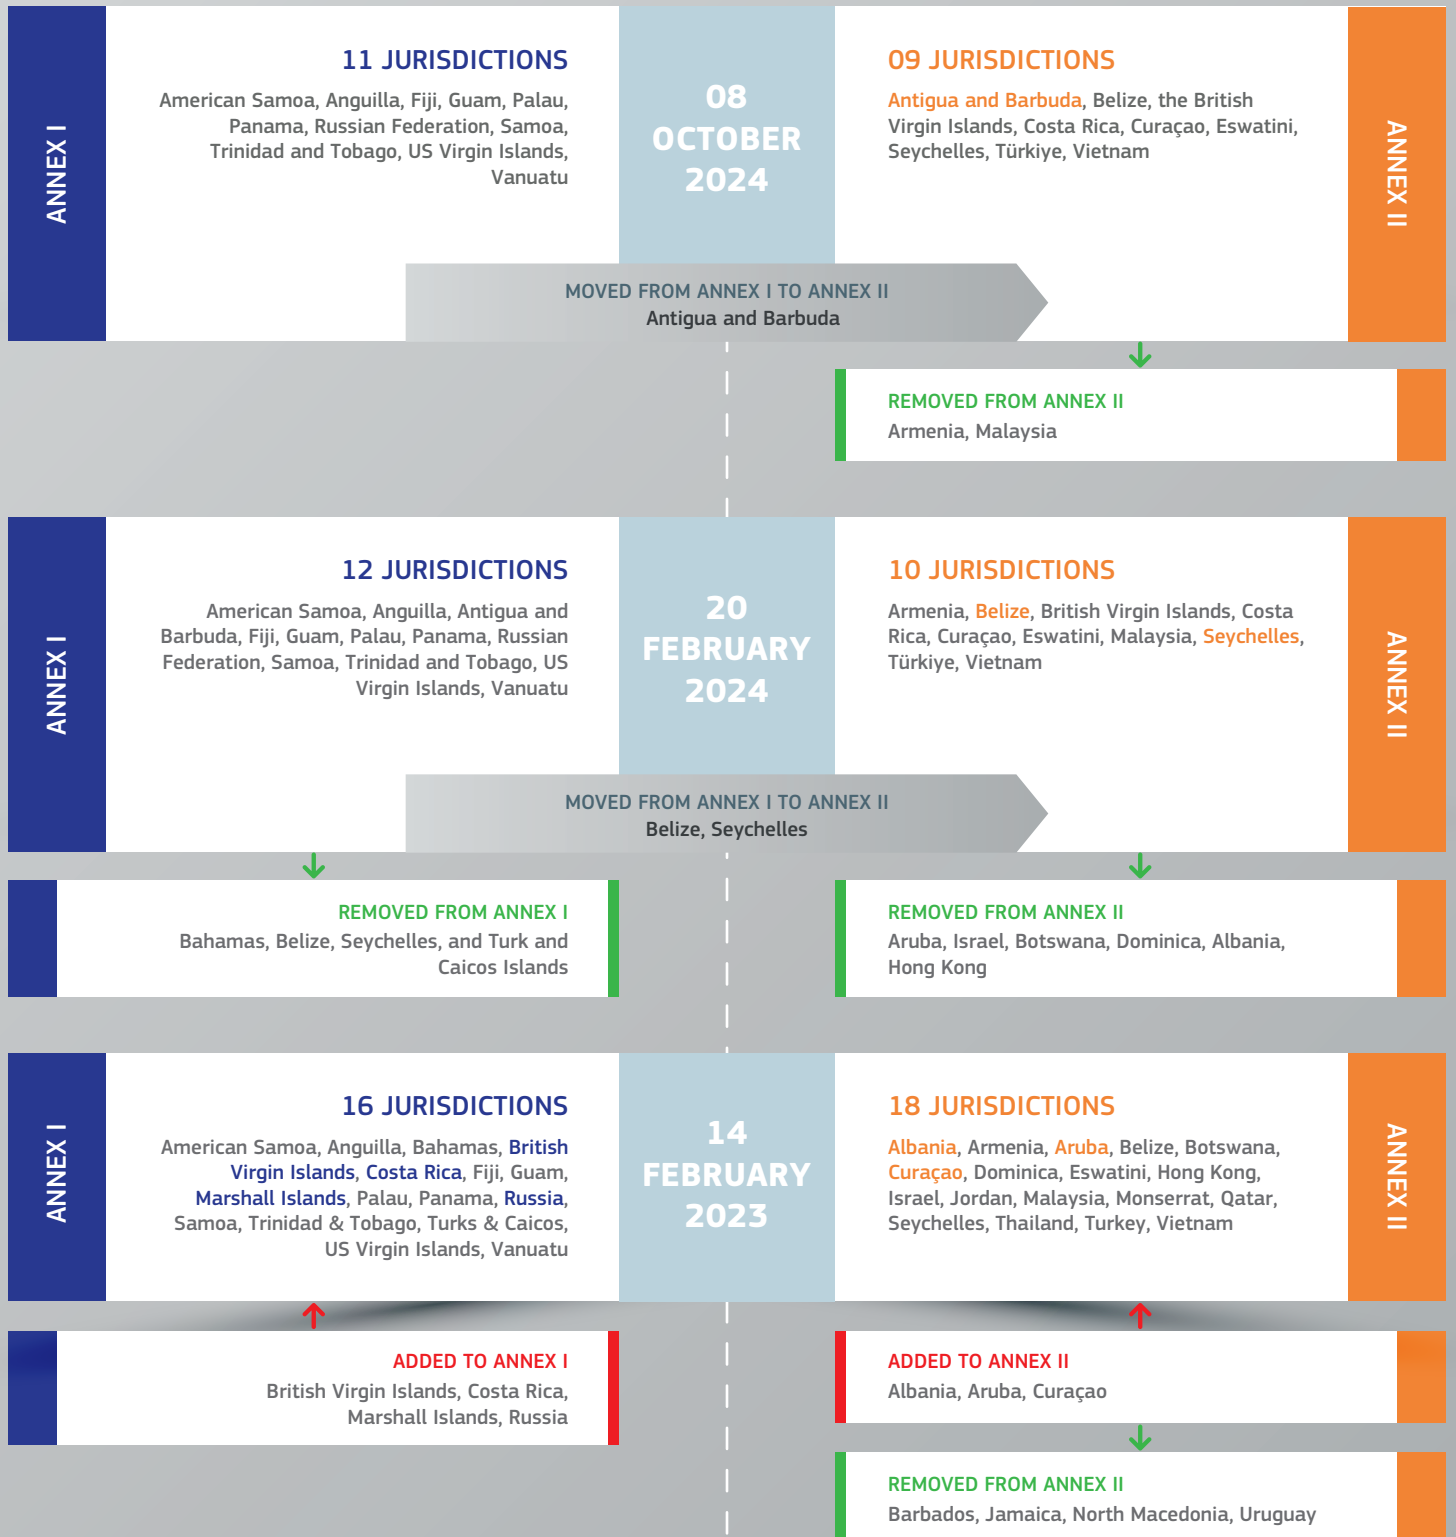 ANNEX I
11 JURISDICTIONS
American Samoa, Anguilla, Fiji, Guam, Palau,
Panama, Russian Federation, Samoa,
Trinidad and Tobago, US Virgin Islands,
Vanuatu
08
OCTOBER
2024
09 JURISDICTIONS
Antigua and Barbuda, Belize, the British
Virgin Islands, Costa Rica, Curaçao, Eswatini,
Seychelles, Türkiye, Vietnam
ANNEX II
MOVED FROM ANNEX I TO ANNEX II
Antigua and Barbuda
REMOVED FROM ANNEX II
Armenia, Malaysia
ANNEX I
12 JURISDICTIONS
American Samoa, Anguilla, Antigua and
Barbuda, Fiji, Guam, Palau, Panama, Russian
Federation, Samoa, Trinidad and Tobago, US
Virgin Islands, Vanuatu
20
FEBRUARY
2024
10 JURISDICTIONS
Armenia, Belize, British Virgin Islands, Costa
Rica, Curaçao, Eswatini, Malaysia, Seychelles,
Türkiye, Vietnam
ANNEX II
MOVED FROM ANNEX I TO ANNEX II
Belize, Seychelles
REMOVED FROM ANNEX I
Bahamas, Belize, Seychelles, and Turk and
Caicos Islands
REMOVED FROM ANNEX II
Aruba, Israel, Botswana, Dominica, Albania,
Hong Kong
ANNEX I
16 JURISDICTIONS
American Samoa, Anguilla, Bahamas, British
Virgin Islands, Costa Rica, Fiji, Guam,
Marshall Islands, Palau, Panama, Russia,
Samoa, Trinidad & Tobago, Turks & Caicos,
US Virgin Islands, Vanuatu
14
FEBRUARY
2023
18 JURISDICTIONS
Albania, Armenia, Aruba, Belize, Botswana,
Curaçao, Dominica, Eswatini, Hong Kong,
Israel, Jordan, Malaysia, Monserrat, Qatar,
Seychelles, Thailand, Turkey, Vietnam
ANNEX II
ADDED TO ANNEX I
British Virgin Islands, Costa Rica,
Marshall Islands, Russia
ADDED TO ANNEX II
Albania, Aruba, Curaçao
REMOVED FROM ANNEX II
Barbados, Jamaica, North Macedonia, Uruguay